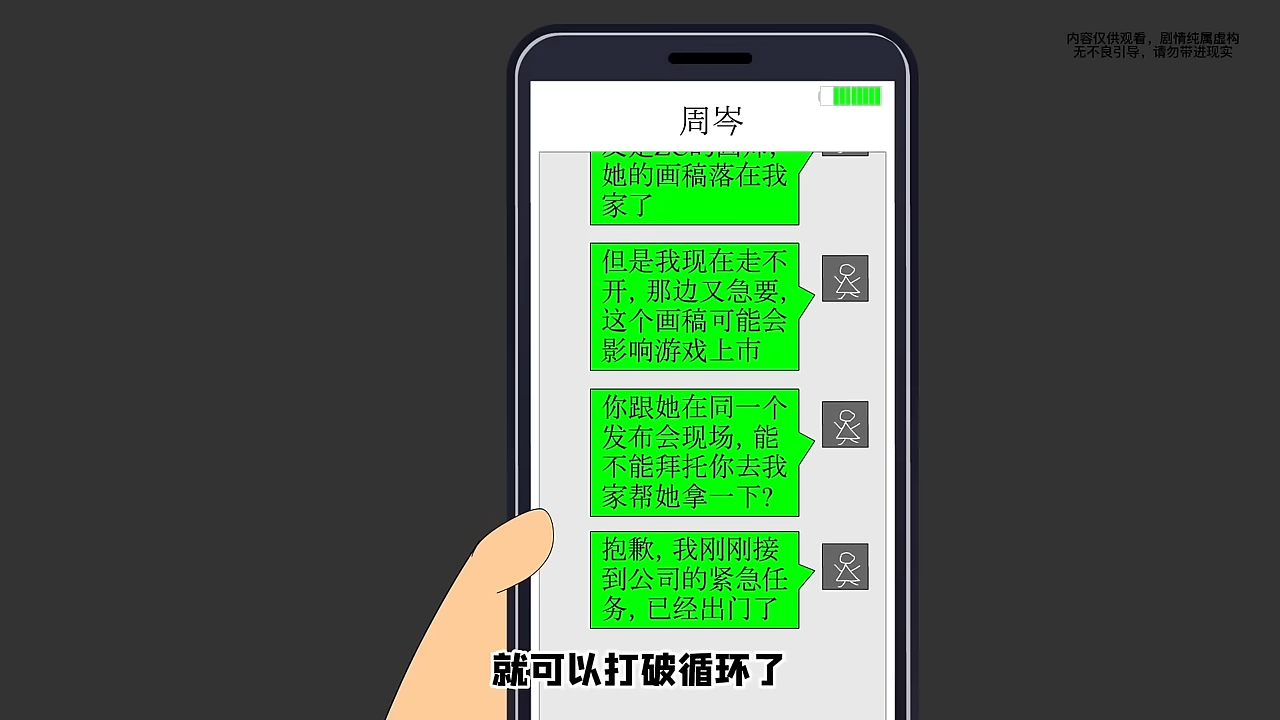 内容仅供观看，剧情纯属虚构
无不良引导，请勿带进现实
周岑
她的画稿落在我
家了
但是我现在走不
开，那边又急要，
这个画稿可能会
影响游戏上市
你跟她在同一个
发布会现场，能
不能拜托你去我
家帮她拿一下？
抱歉，我刚刚接
到公司的紧急任
务，已经出门了
就可以打破循环了